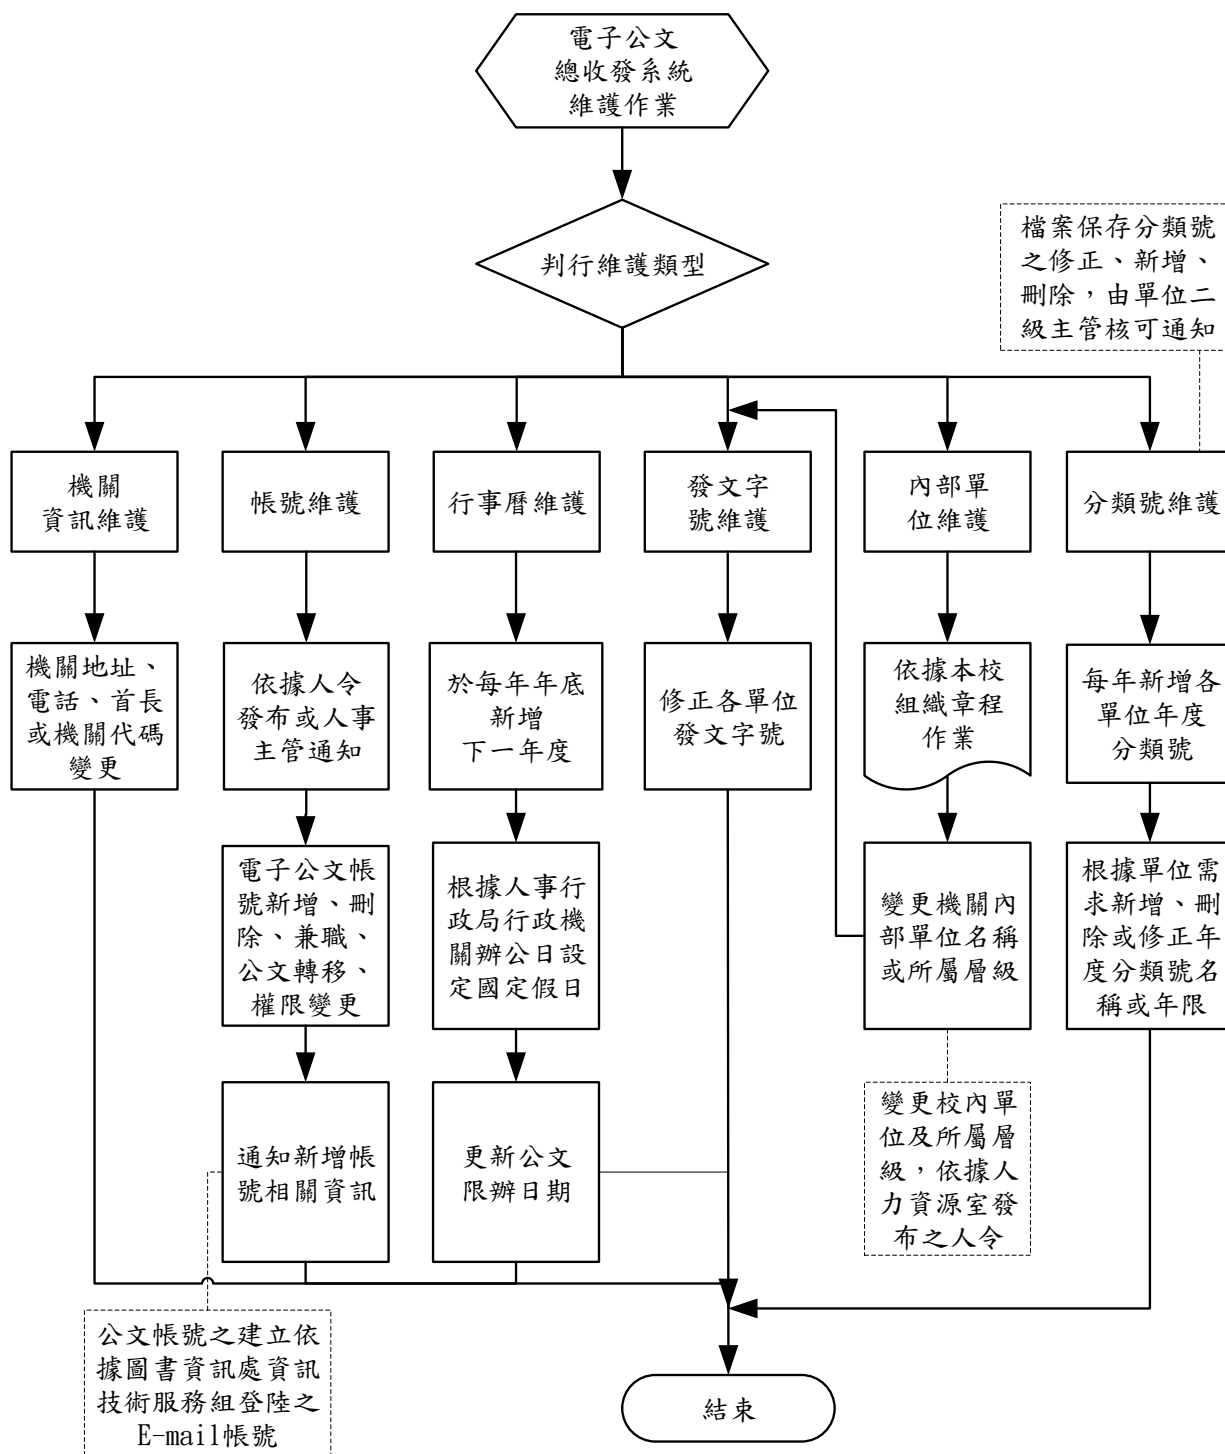 電子公文
總收發系統
維護作業
判行維護類型
檔案保存分類號
之修正、新增、
刪除，由單位二
級主管核可通知
機關
資訊維護
帳號維護
行事曆維護
發文字
號維護
內部單
位維護
分類號維護
機關地址、
電話、首長
或機關代碼
變更
依據人令
發布或人事
主管通知
於每年年底
新增
下一年度
修正各單位
發文字號
依據本校
組織章程
作業
每年新增各
單位年度
分類號
電子公文帳
號新增、刪
除、兼職、
公文轉移、
權限變更
根據人事行
政局行政機
關辦公日設
定國定假日
變更機關內
部單位名稱
或所屬層級
根據單位需
求新增、刪
除或修正年
度分類號名
稱或年限
通知新增帳
號相關資訊
更新公文
限辦日期
變更校內單
位及所屬層
級，依據人
力資源室發
布之人令
公文帳號之建立依
據圖書資訊處資訊
技術服務組登陸之
E-mail帳號
結束